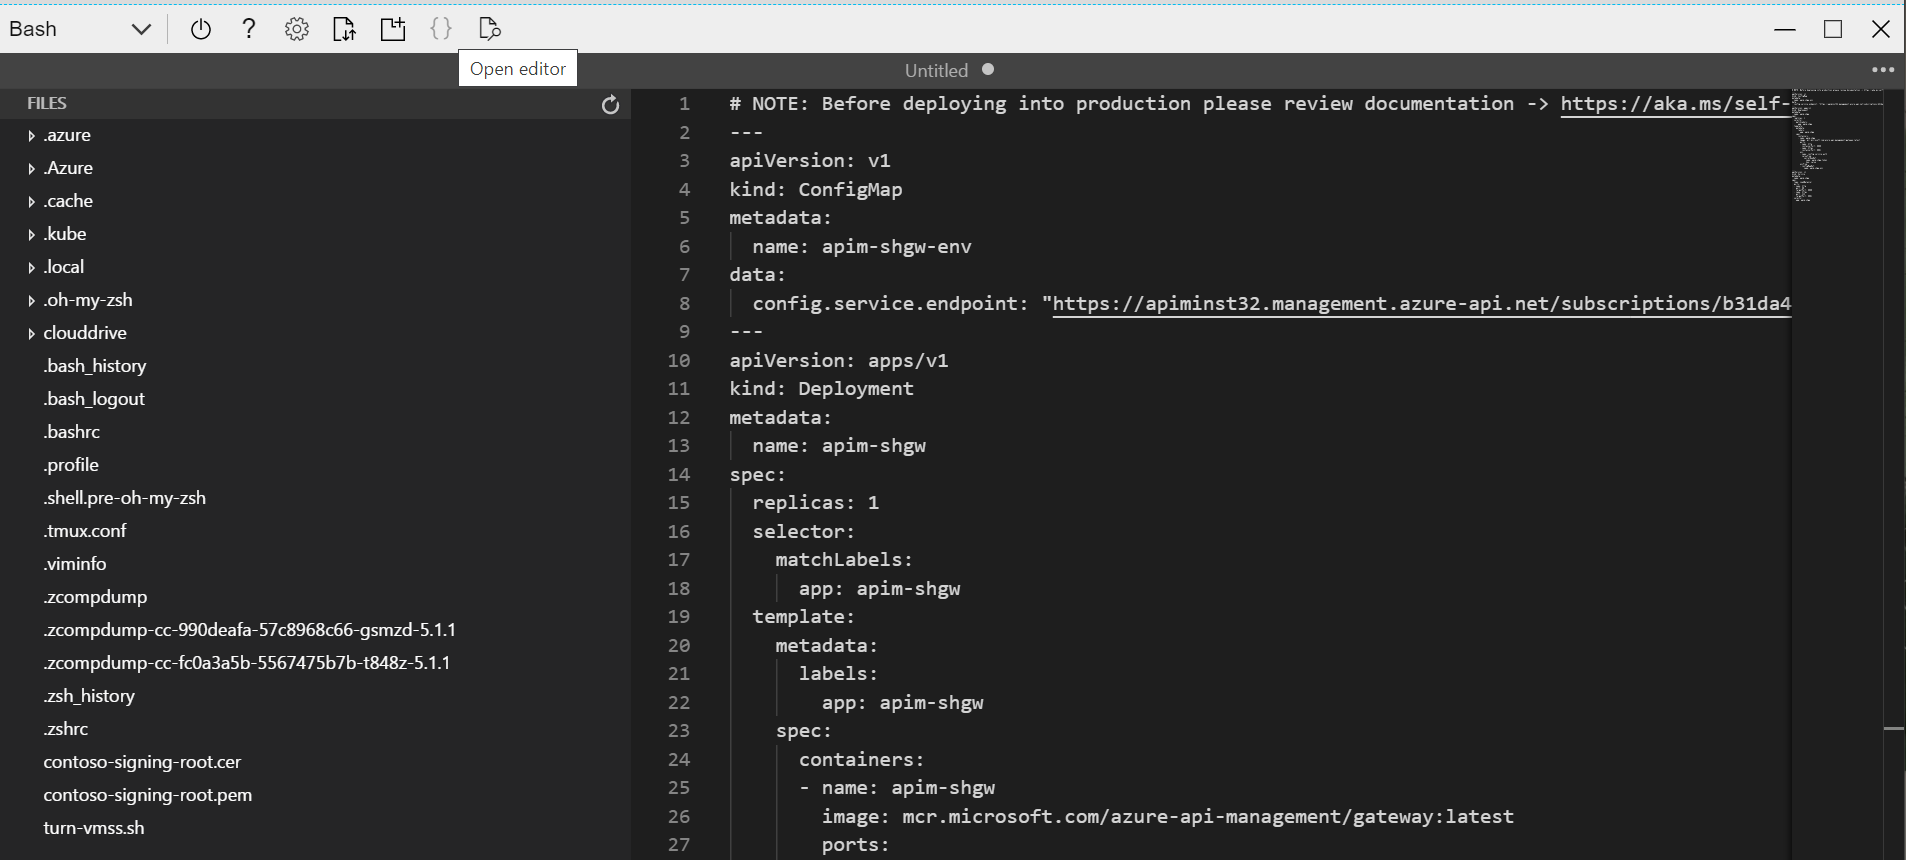 Bash
?
{}
Open editor
Untitled
FILES
.azure
.Azure
.cache
.kube
.local
.oh-my-zsh
clouddrive
.bash_history
.bash_logout
.bashrc
.profile
.shell.pre-oh-my-zsh
.tmux.conf
.viminfo
.zcompdump
.zcompdump-cc-990deafa-57c8968c66-gsmzd-5.1.1
.zcompdump-cc-fc0a3a5b-5567475b7b-t848z-5.1.1
.zsh_history
.zshrc
contoso-signing-root.cer
contoso-signing-root.pem
turn-vmss.sh
1 # NOTE: Before deploying into production please review documentation -> https://aka.ms/self-
2 ---
3 apiVersion: v1
4 kind: ConfigMap
5 metadata:
6 name: apim-shgw-env
7 data:
8 config.service.endpoint: "https://apiminst32.management.azure-api.net/subscriptions/b31da4
9 ---
10 apiVersion: apps/v1
11 kind: Deployment
12 metadata:
13 name: apim-shgw
14 spec:
15 replicas: 1
16 selector:
17 matchLabels:
18 app: apim-shgw
19 template:
20 metadata:
21 labels:
22 app: apim-shgw
23 spec:
24 containers:
25 - name: apim-shgw
26 image: mcr.microsoft.com/azure-api-management/gateway:latest
27 ports: